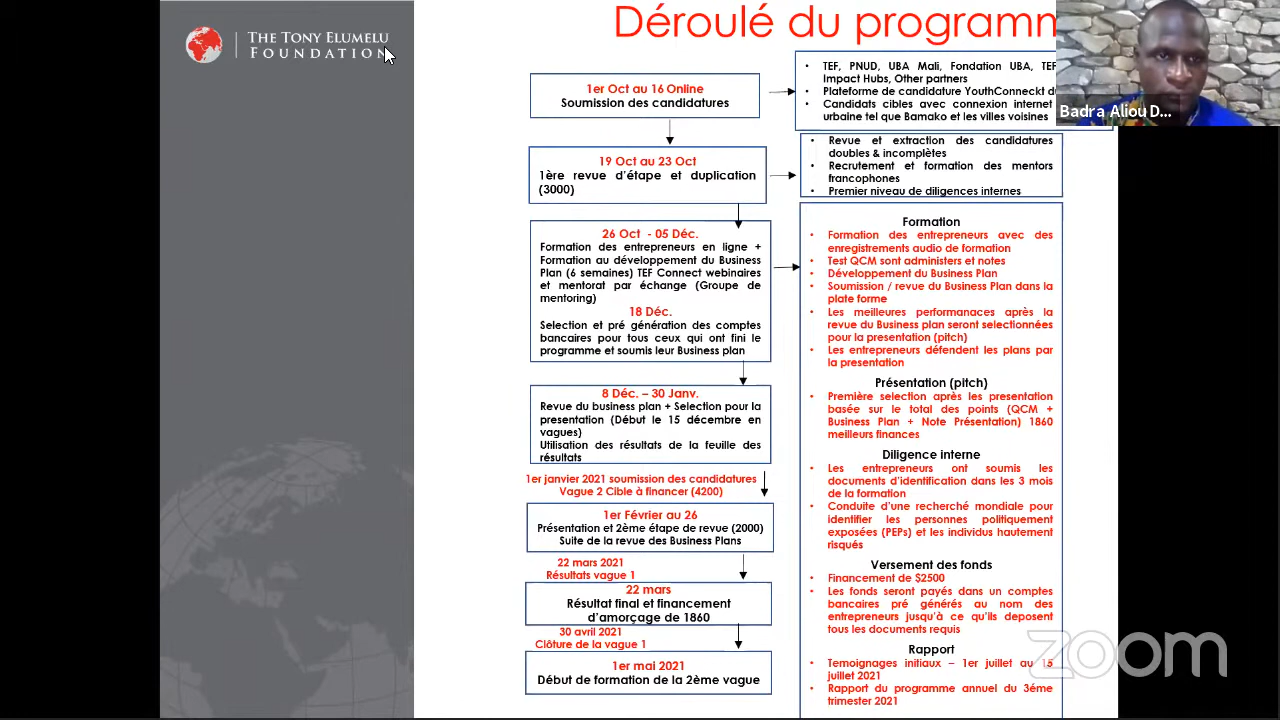 THE TONY ELUMELU
FOUNDATION
Déroulé du programm
1er Oct au 16 Online
Soumission des candidatures
• TEF, PNUD, UBA Mali, Fondation UBA, TEF
Impact Hubs, Other partners
• Plateforme de candidature YouthConneckt d
• Candidats cibles avec connexion internet
urbaine tel que Bamako et les villes voisines
Badra Aliou D...
19 Oct au 23 Oct
1ère revue d'étape et duplication
(3000)
• Revue et extraction des candidatures
doubles & incomplètes
• Recrutement et formation des mentors
francophones
• Premier niveau de diligences internes
26 Oct - 05 Déc.
Formation des entrepreneurs en ligne +
Formation au développement du Business
Plan (6 semaines) TEF Connect webinaires
et mentorat par échange (Groupe de
mentoring)
18 Déc.
Selection et pré génération des comptes
bancaires pour tous ceux qui ont fini le
programme et soumis leur Business plan
8 Déc. – 30 Janv.
Revue du business plan + Selection pour la
presentation (Début le 15 décembre en
vagues)
Utilisation des résultats de la feuille des
résultats
1er janvier 2021 soumission des candidatures
Vague 2 Cible à financer (4200)
1er Février au 26
Présentation et 2ème étape de revue (2000)
Suite de la revue des Business Plans
22 mars 2021
Résultats vague 1
22 mars
Résultat final et financement
d'amorçage de 1860
30 avril 2021
Clôture de la vague 1
1er mai 2021
Début de formation de la 2ème vague
Formation
• Formation des entrepreneurs avec des
enregistrements audio de formation
• Test QCM sont administers et notes
• Développement du Business Plan
• Soumission / revue du Business Plan dans la
plate forme
• Les meilleures performanaces après la
revue du Business plan seront selectionnées
pour la presentation (pitch)
• Les entrepreneurs défendent les plans par
la presentation
Présentation (pitch)
• Première selection après les presentation
basée sur le total des points (QCM +
Business Plan + Note Présentation) 1860
meilleurs finances
Diligence interne
• Les entrepreneurs ont soumis les
documents d'identification dans les 3 mois
de la formation
• Conduite d'une recherché mondiale pour
identifier les personnes politiquement
exposées (PEPs) et les individus hautement
risqués
Versement des fonds
• Financement de $2500
• Les fonds seront payés dans un comptes
bancaires pré générés au nom des
entrepreneurs jusqu'à ce qu'ils deposent
tous les documents requis
Rapport
• Temoignages initiaux – 1er juillet au 15
juillet 2021
• Rapport du programme annuel du 3éme
trimester 2021
zoom